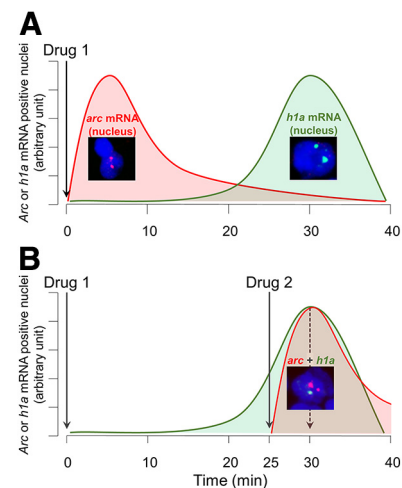 A
Drug 1
Arc or h1a mRNA positive nuclei
(arbitrary unit)
arc mRNA
(nucleus)
h1a mRNA
(nucleus)
0 10 20 30 40
B
Drug 1
Drug 2
Arc or h1a mRNA positive nuclei
(arbitrary unit)
arc + h1a
0 10 20 25 30 40
Time (min)